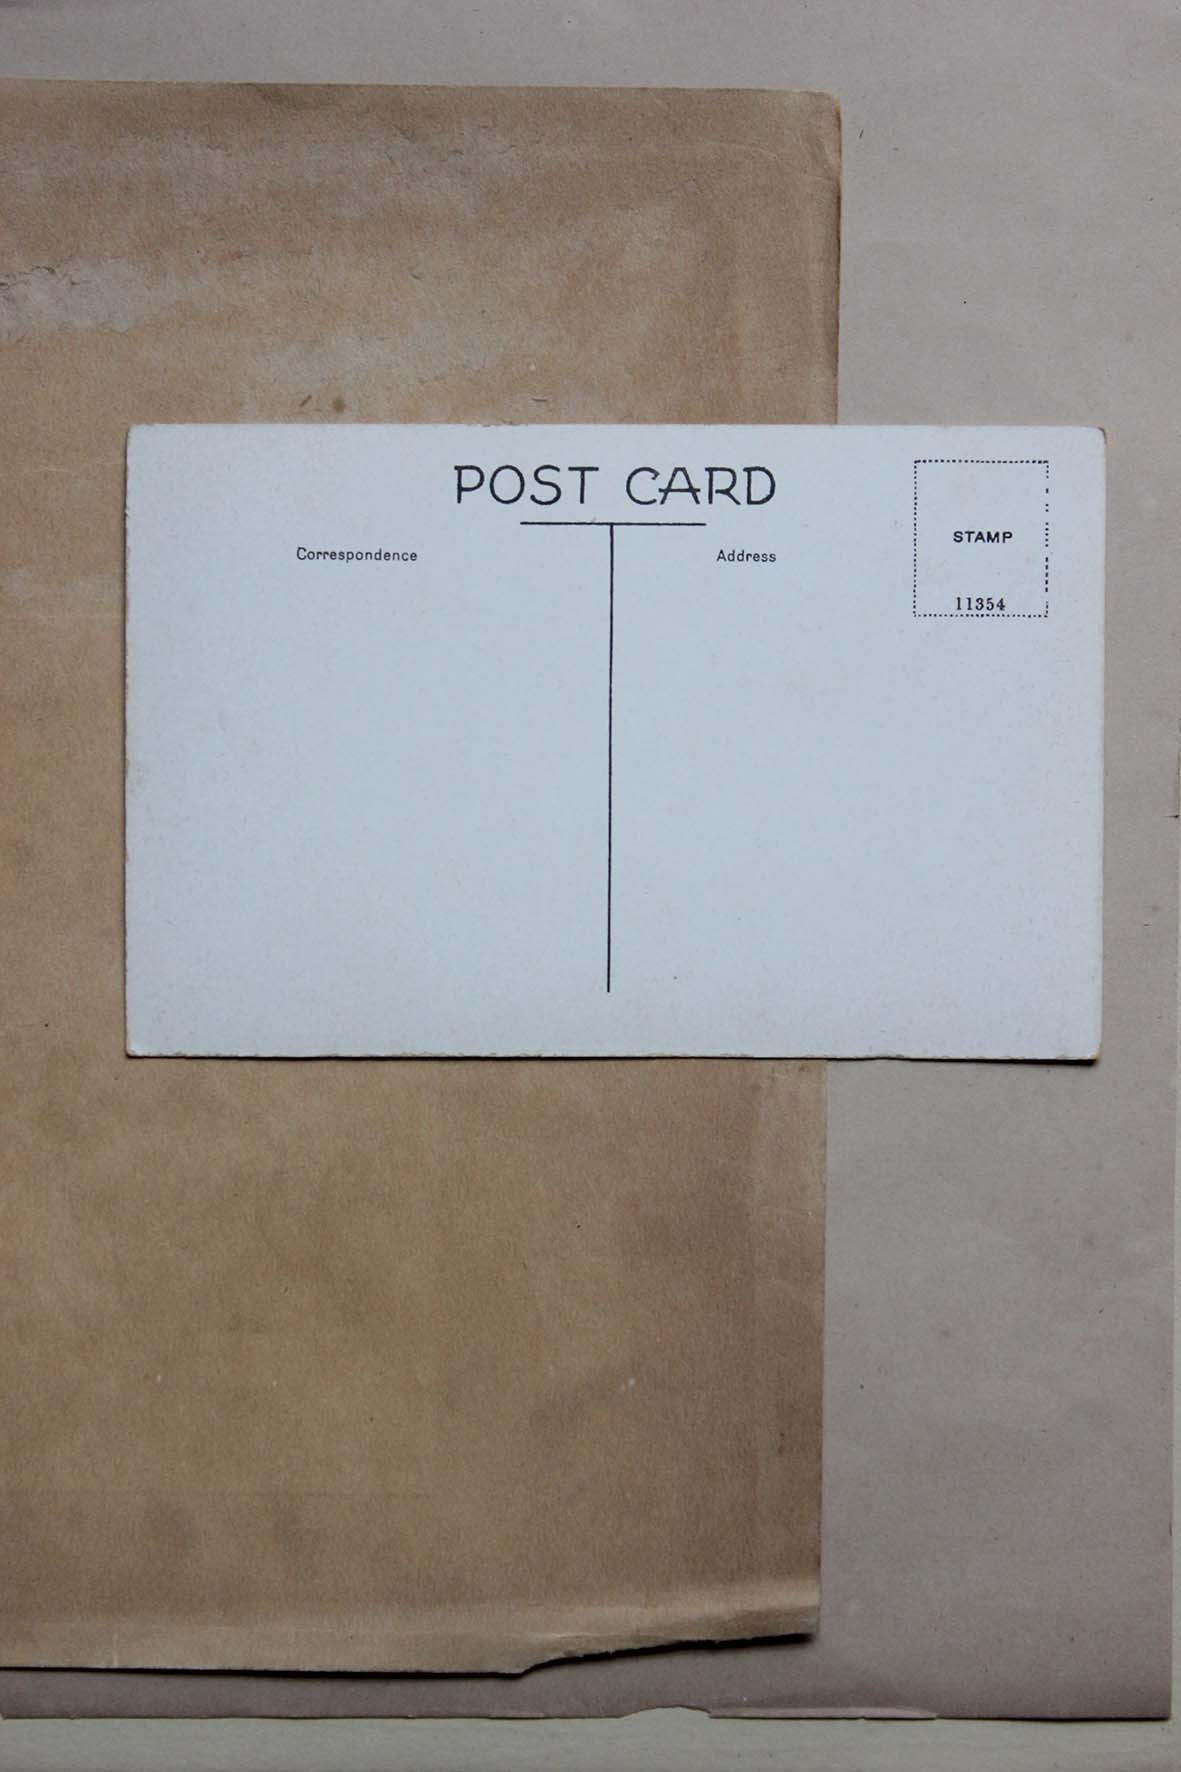 POST CARD
Correspondence
Address
STAMP
11354